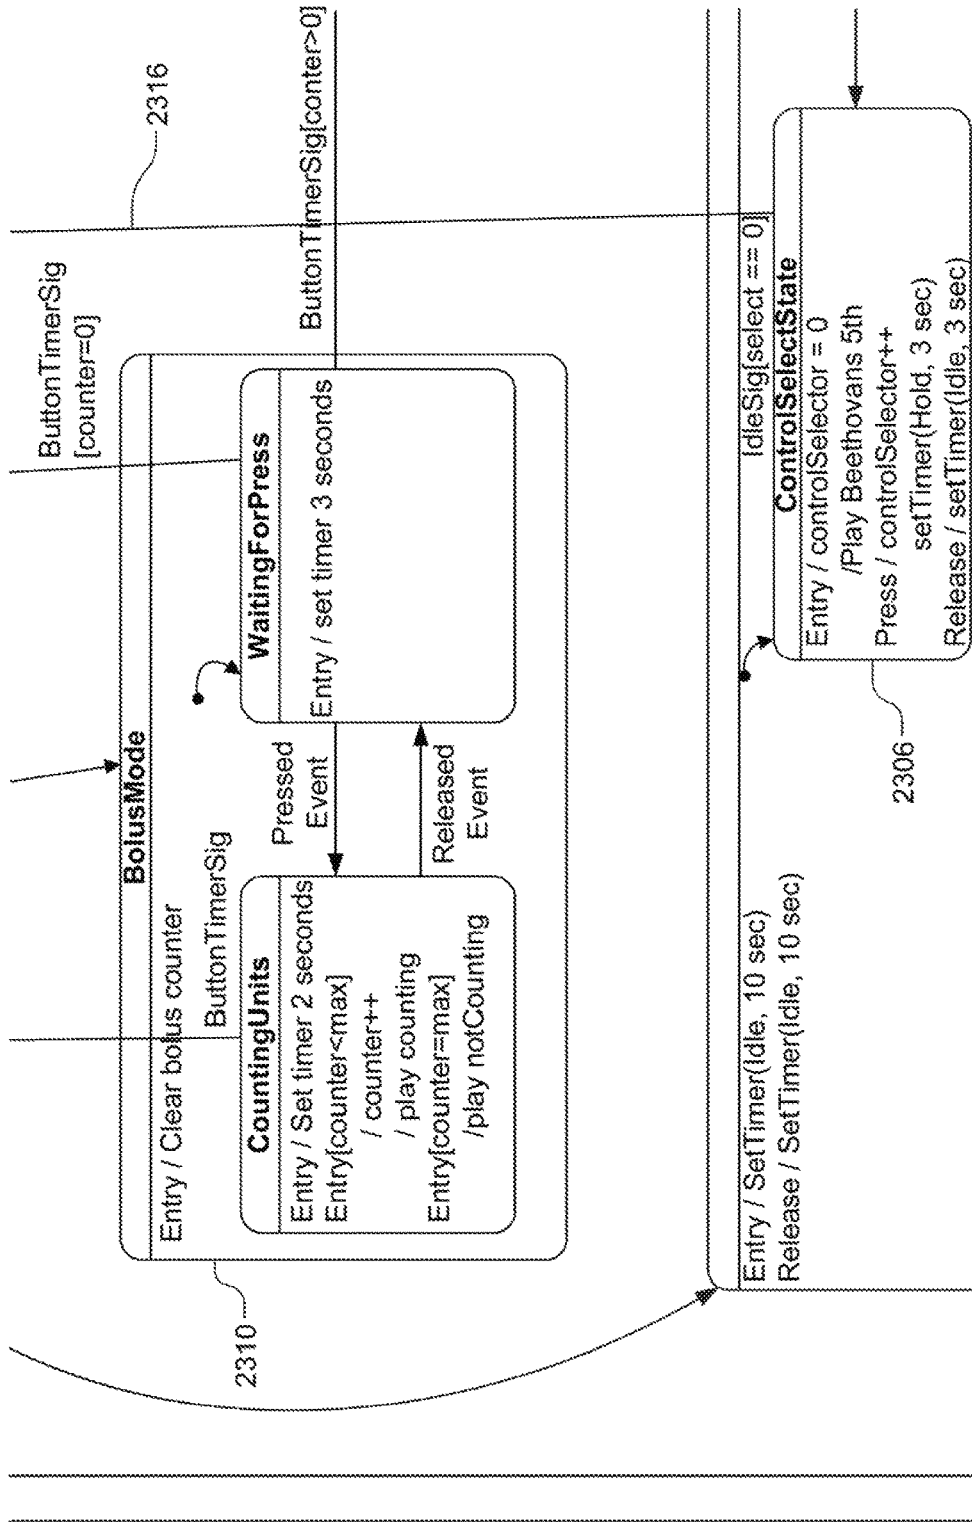 2316
ButtonTimerSig
[counter=0]
ButtonTimerSig[conter>0]
BolusMode
Entry / Clear bolus counter
ButtonTimerSig
CountingUnits
Entry / Set timer 2 seconds
Entry[counter<max]
/ counter++
/ play counting
Entry[counter=max]
/play notCounting
Pressed
Event
Released
Event
WaitingForPress
Entry / set timer 3 seconds
2310
Entry / SetTimer(Idle, 10 sec)
Release / SetTimer(Idle, 10 sec)
IdleSig[select == 0]
ControlSelectState
Entry / controlSelector = 0
/Play Beethovans 5th
Press / controlSelector++
setTimer(Hold, 3 sec)
Release / setTimer(Idle, 3 sec)
2306